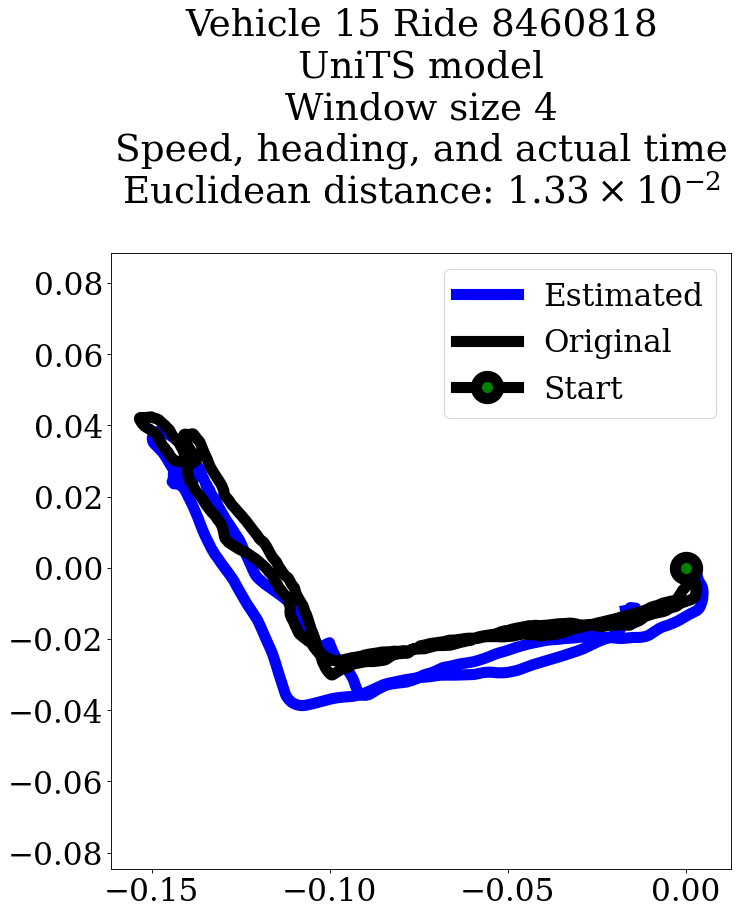 Vehicle 15 Ride 8460818
UniTS model
Window size 4
Speed, heading, and actual time
Euclidean distance: 1.33 × 10⁻²
Estimated
Original
Start
0.08
0.06
0.04
0.02
0.00
−0.02
−0.04
−0.06
−0.08
−0.15 −0.10 −0.05 0.00